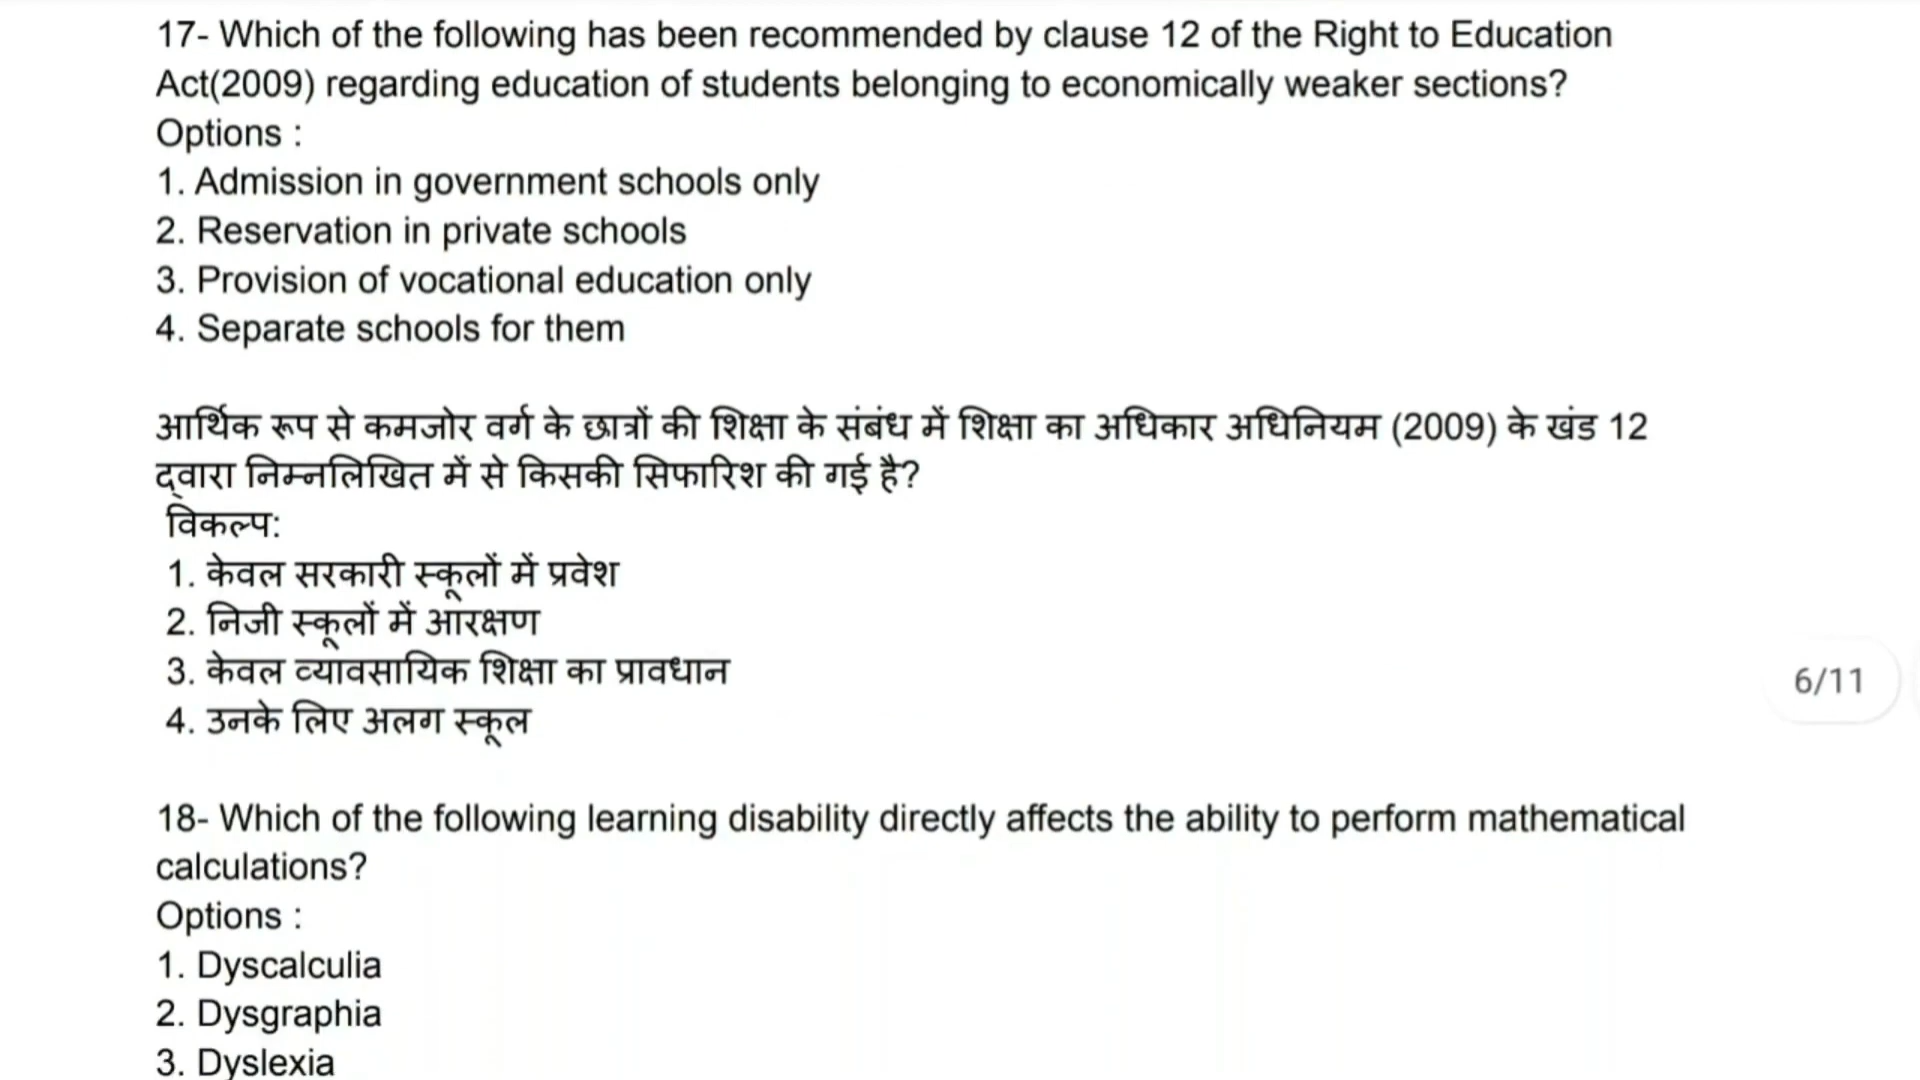 17- Which of the following has been recommended by clause 12 of the Right to Education
Act(2009) regarding education of students belonging to economically weaker sections?
Options :
1. Admission in government schools only
2. Reservation in private schools
3. Provision of vocational education only
4. Separate schools for them
आर्थिक रूप से कमजोर वर्ग के छात्रों की शिक्षा के संबंध में शिक्षा का अधिकार अधिनियम (2009) के खंड 12
द्वारा निम्नलिखित में से किसकी सिफारिश की गई है?
विकल्प:
1. केवल सरकारी स्कूलों में प्रवेश
2. निजी स्कूलों में आरक्षण
3. केवल व्यावसायिक शिक्षा का प्रावधान
4. उनके लिए अलग स्कूल
6/11
18- Which of the following learning disability directly affects the ability to perform mathematical
calculations?
Options :
1. Dyscalculia
2. Dysgraphia
3. Dyslexia